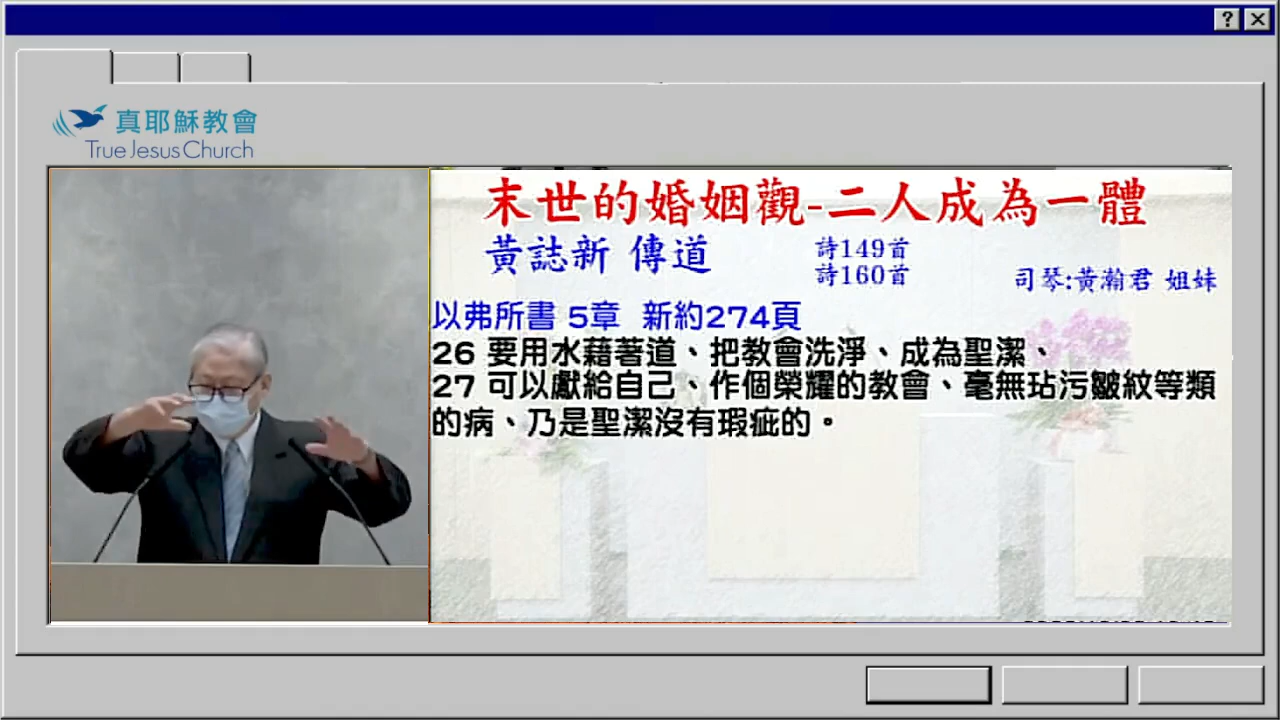 真耶穌教會
True Jesus Church
末世的婚姻觀-二人成為一體
黃誌新 傳道
詩149首
詩160首
司琴:黃瀚君 姐妹
以弗所書 5章 新約274頁
26 要用水藉著道、把教會洗淨、成為聖潔、
27 可以獻給自己、作個榮耀的教會、毫無玷污皺紋等類
的病、乃是聖潔沒有瑕疵的。